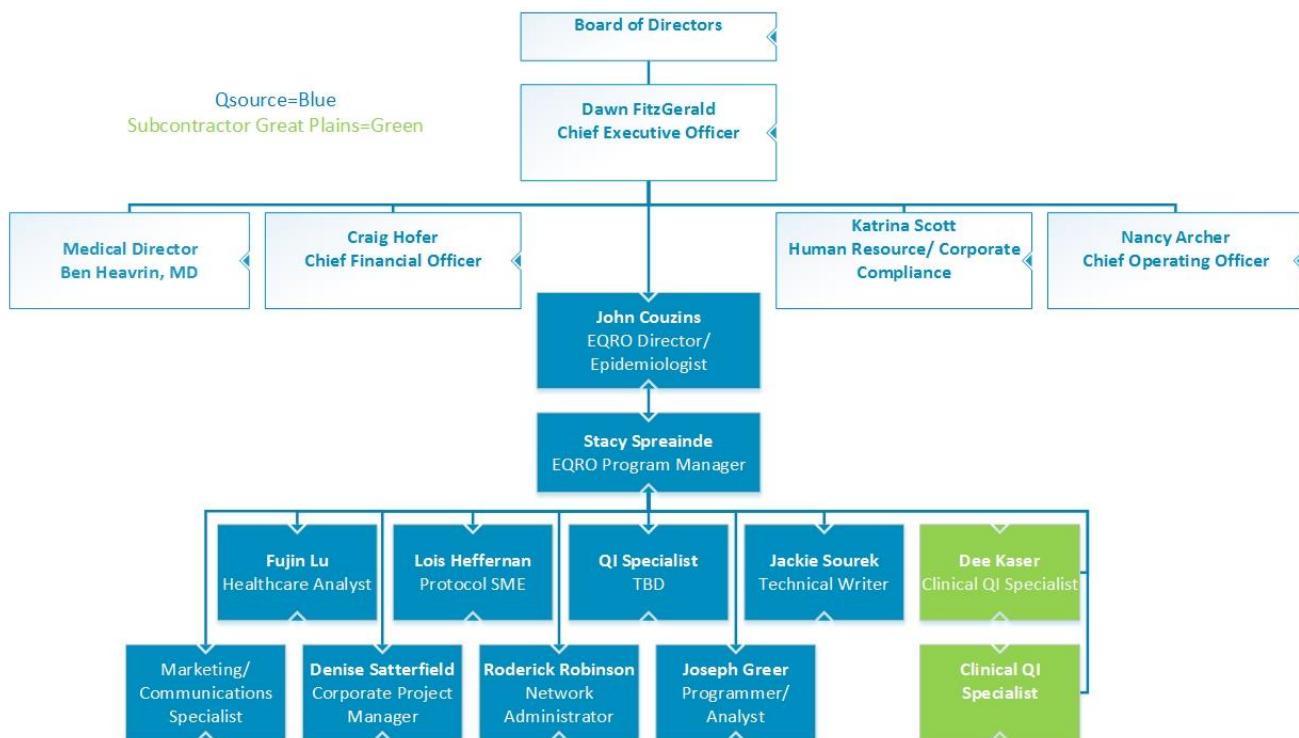 Board of Directors
Qsource=Blue
Subcontractor Great Plains=Green
Dawn FitzGerald
Chief Executive Officer
Medical Director
Ben Heavrin, MD
Craig Hofer
Chief Financial Officer
Katrina Scott
Human Resource/ Corporate
Compliance
Nancy Archer
Chief Operating Officer
John Couzins
EQRO Director/
Epidemiologist
Stacy Spreainde
EQRO Program Manager
Fujin Lu
Healthcare Analyst
Lois Heffernan
Protocol SME
QI Specialist
TBD
Jackie Sourek
Technical Writer
Dee Kaser
Clinical QI Specialist
Marketing/
Communications
Specialist
Denise Satterfield
Corporate Project
Manager
Roderick Robinson
Network
Administrator
Joseph Greer
Programmer/
Analyst
Clinical QI
Specialist